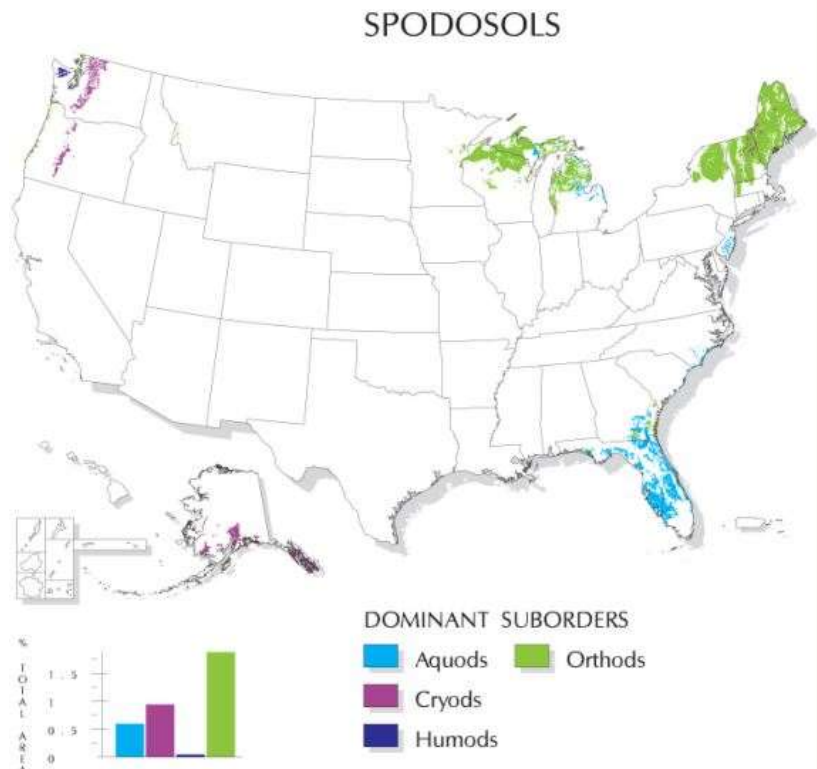 SPODOSOLS
DOMINANT SUBORDERS
Aquods
Orthods
Cryods
Humods
% TOTAL AREA
1.5
1
0.5
0